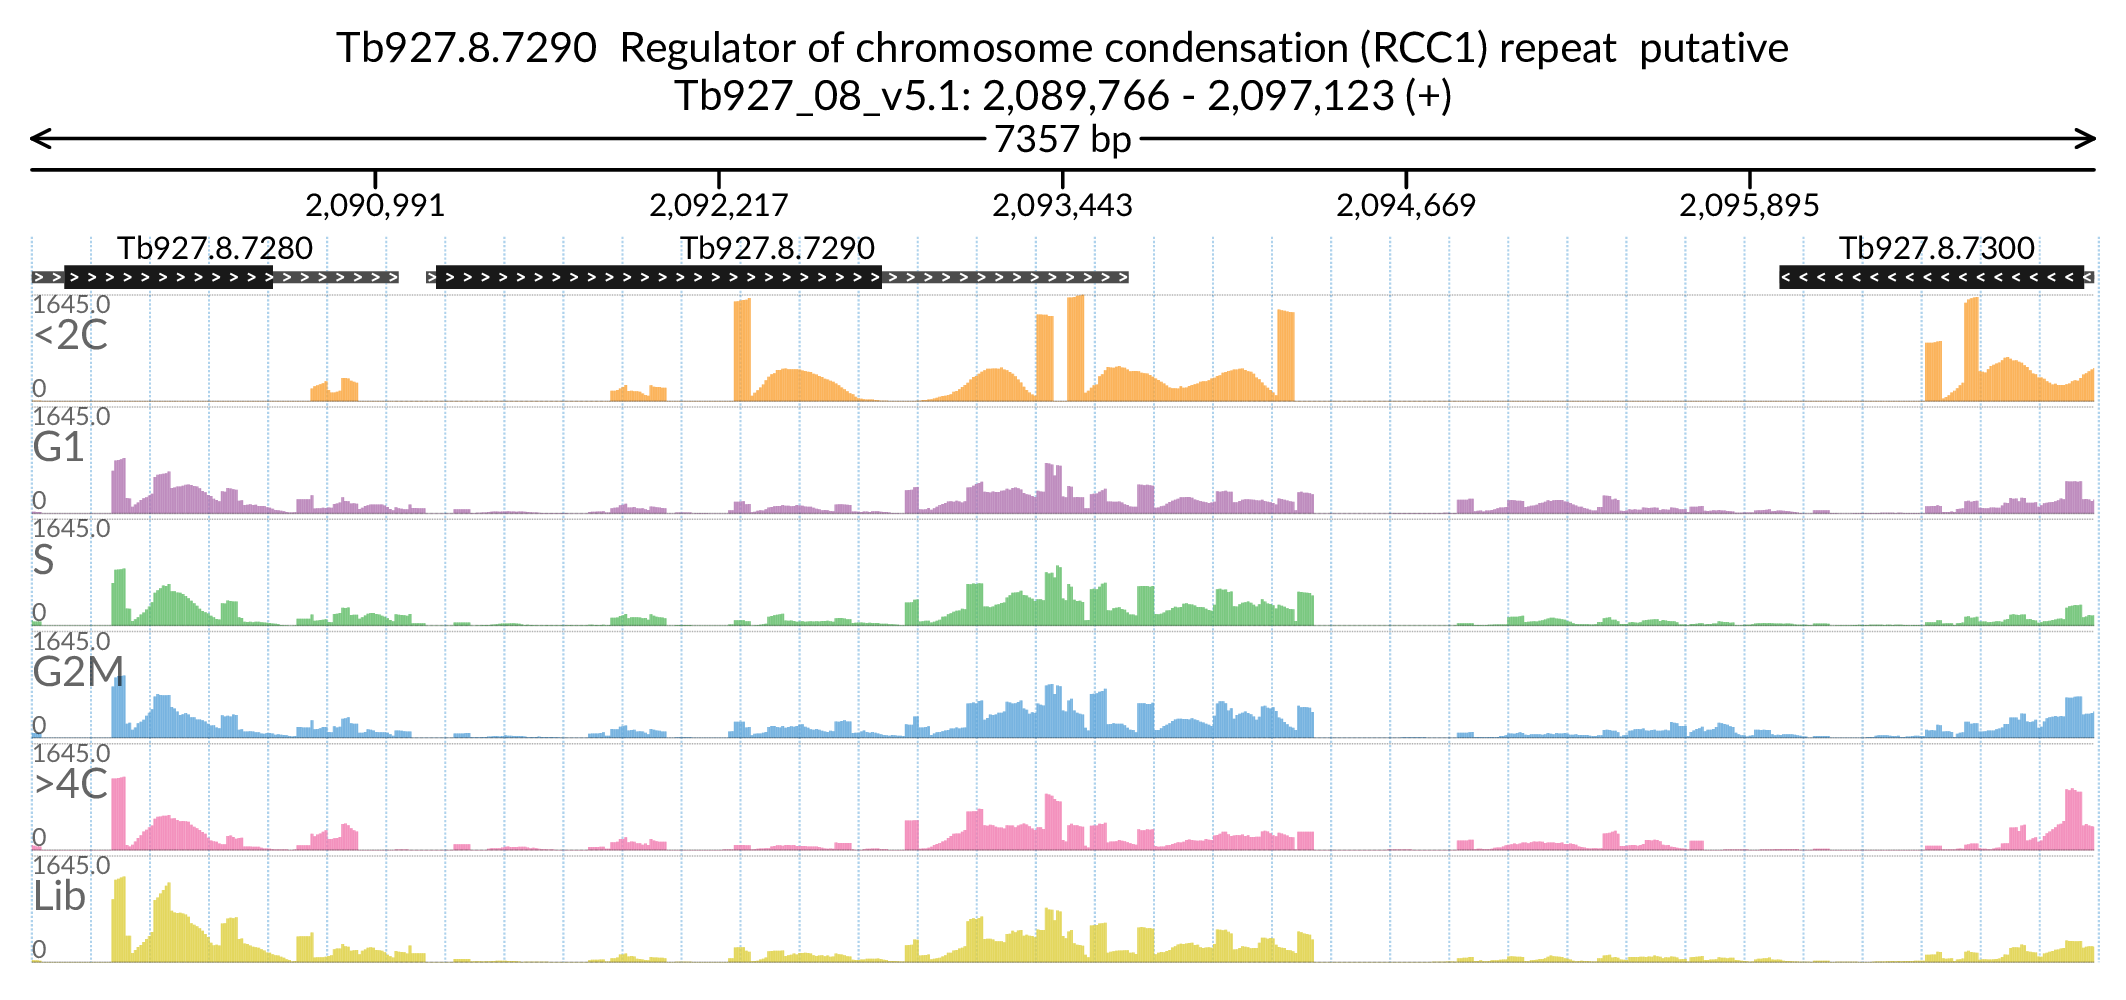 Tb927.8.7290  Regulator of chromosome condensation (RCC1) repeat  putative
Tb927_08_v5.1: 2,089,766 - 2,097,123 (+)
7357 bp
2,090,991 2,092,217 2,093,443 2,094,669 2,095,895
Tb927.8.7280 Tb927.8.7290 Tb927.8.7300
1645.0
<2C
0
1645.0
G1
0
1645.0
S
0
1645.0
G2M
0
1645.0
>4C
0
1645.0
Lib
0